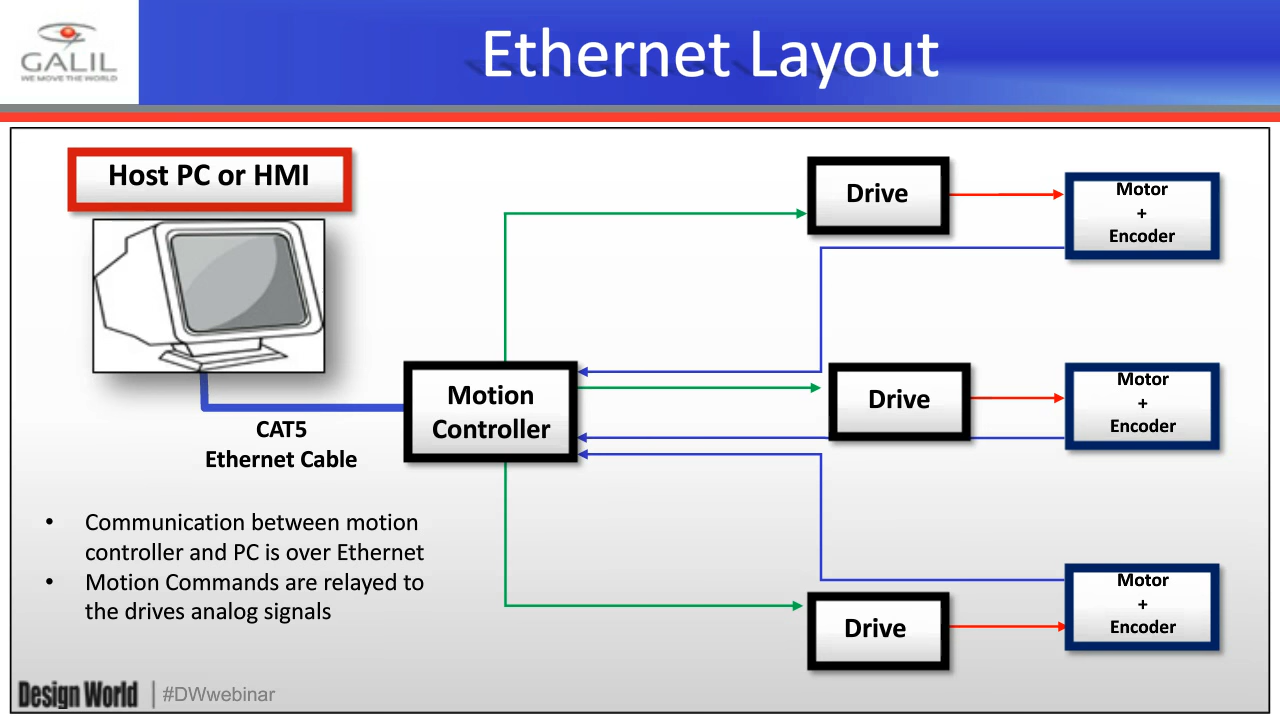 GALIL
WE MOVE THE WORLD
Ethernet Layout
Host PC or HMI
Drive
Motor
+
Encoder
Motion
Controller
Drive
Motor
+
Encoder
CAT5
Ethernet Cable
• Communication between motion
controller and PC is over Ethernet
• Motion Commands are relayed to
the drives analog signals
Drive
Motor
+
Encoder
Design World | #DWwebinar